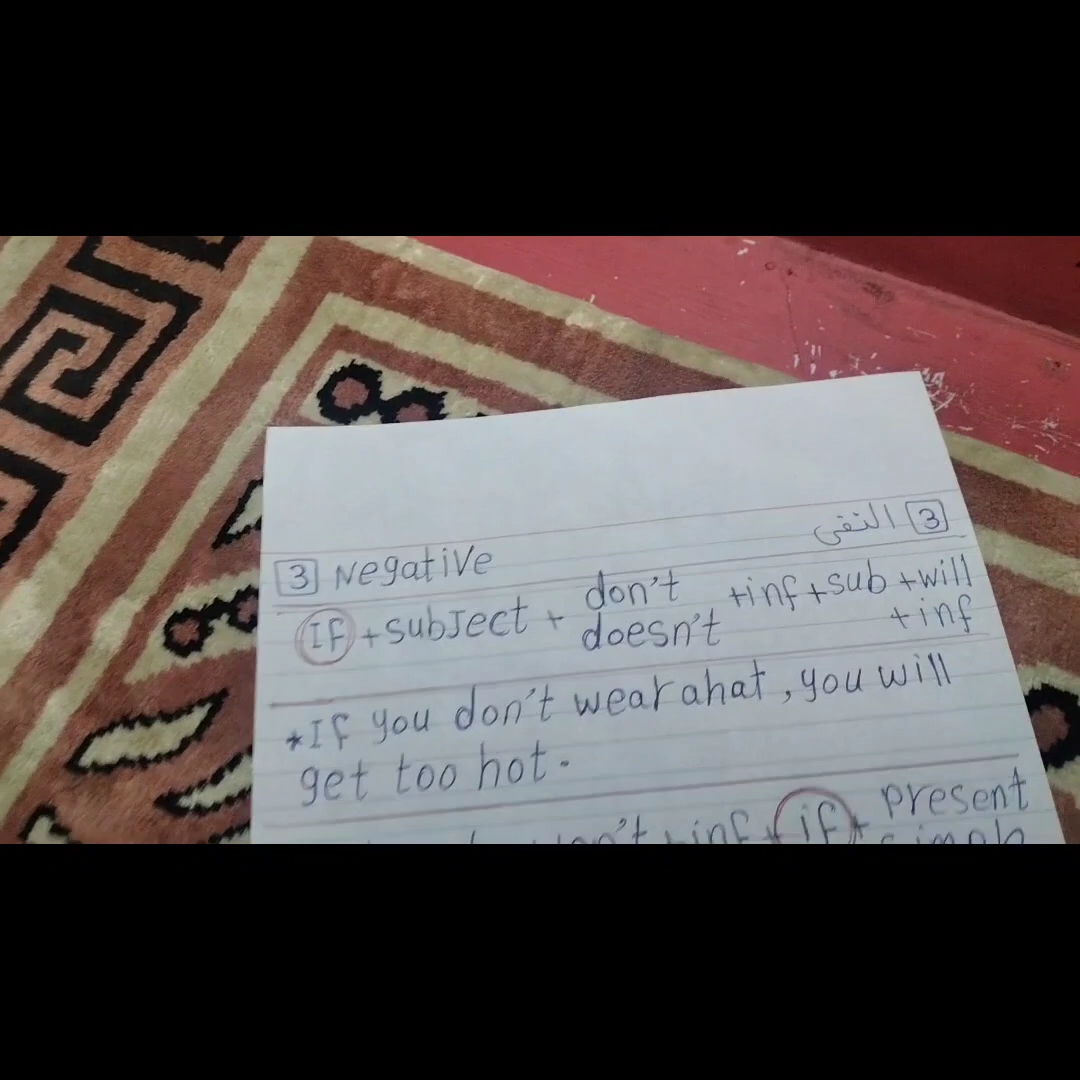 3 Negative 3 النفى
IF + subject + don't doesn't +inf +sub +will +inf
*If you don't wear a hat, you will
get too hot.
+inf + if + present